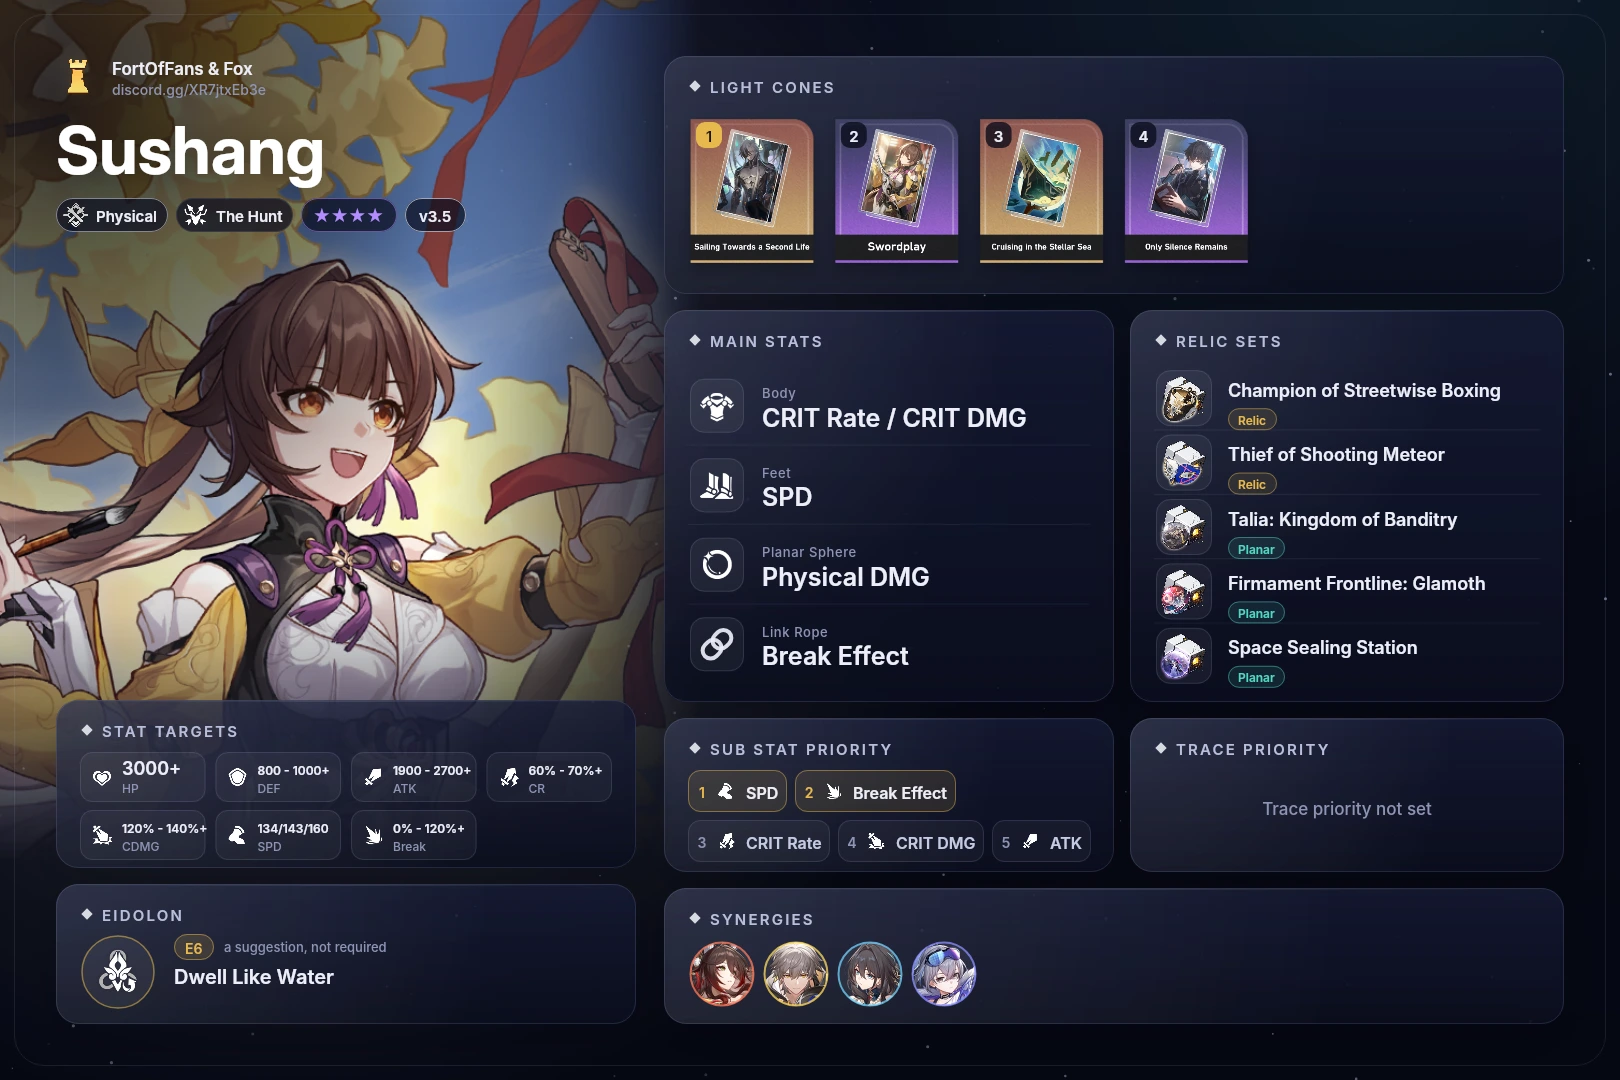 FortOfFans & Fox
discord.gg/XR7jtxEb3e
Sushang
Physical
The Hunt
v3.5
LIGHT CONES
1
Sailing Towards a Second Life
2
Swordplay
3
Cruising in the Stellar Sea
4
Only Silence Remains
MAIN STATS
Body
CRIT Rate / CRIT DMG
Feet
SPD
Planar Sphere
Physical DMG
Link Rope
Break Effect
RELIC SETS
Champion of Streetwise Boxing
Relic
Thief of Shooting Meteor
Relic
Talia: Kingdom of Banditry
Planar
Firmament Frontline: Glamoth
Planar
Space Sealing Station
Planar
STAT TARGETS
3000+
HP
800 - 1000+
DEF
1900 - 2700+
ATK
60% - 70%+
CR
120% - 140%+
CDMG
134/143/160
SPD
0% - 120%+
Break
SUB STAT PRIORITY
1 SPD
2 Break Effect
3 CRIT Rate
4 CRIT DMG
5 ATK
TRACE PRIORITY
Trace priority not set
EIDOLON
E6 a suggestion, not required
Dwell Like Water
SYNERGIES